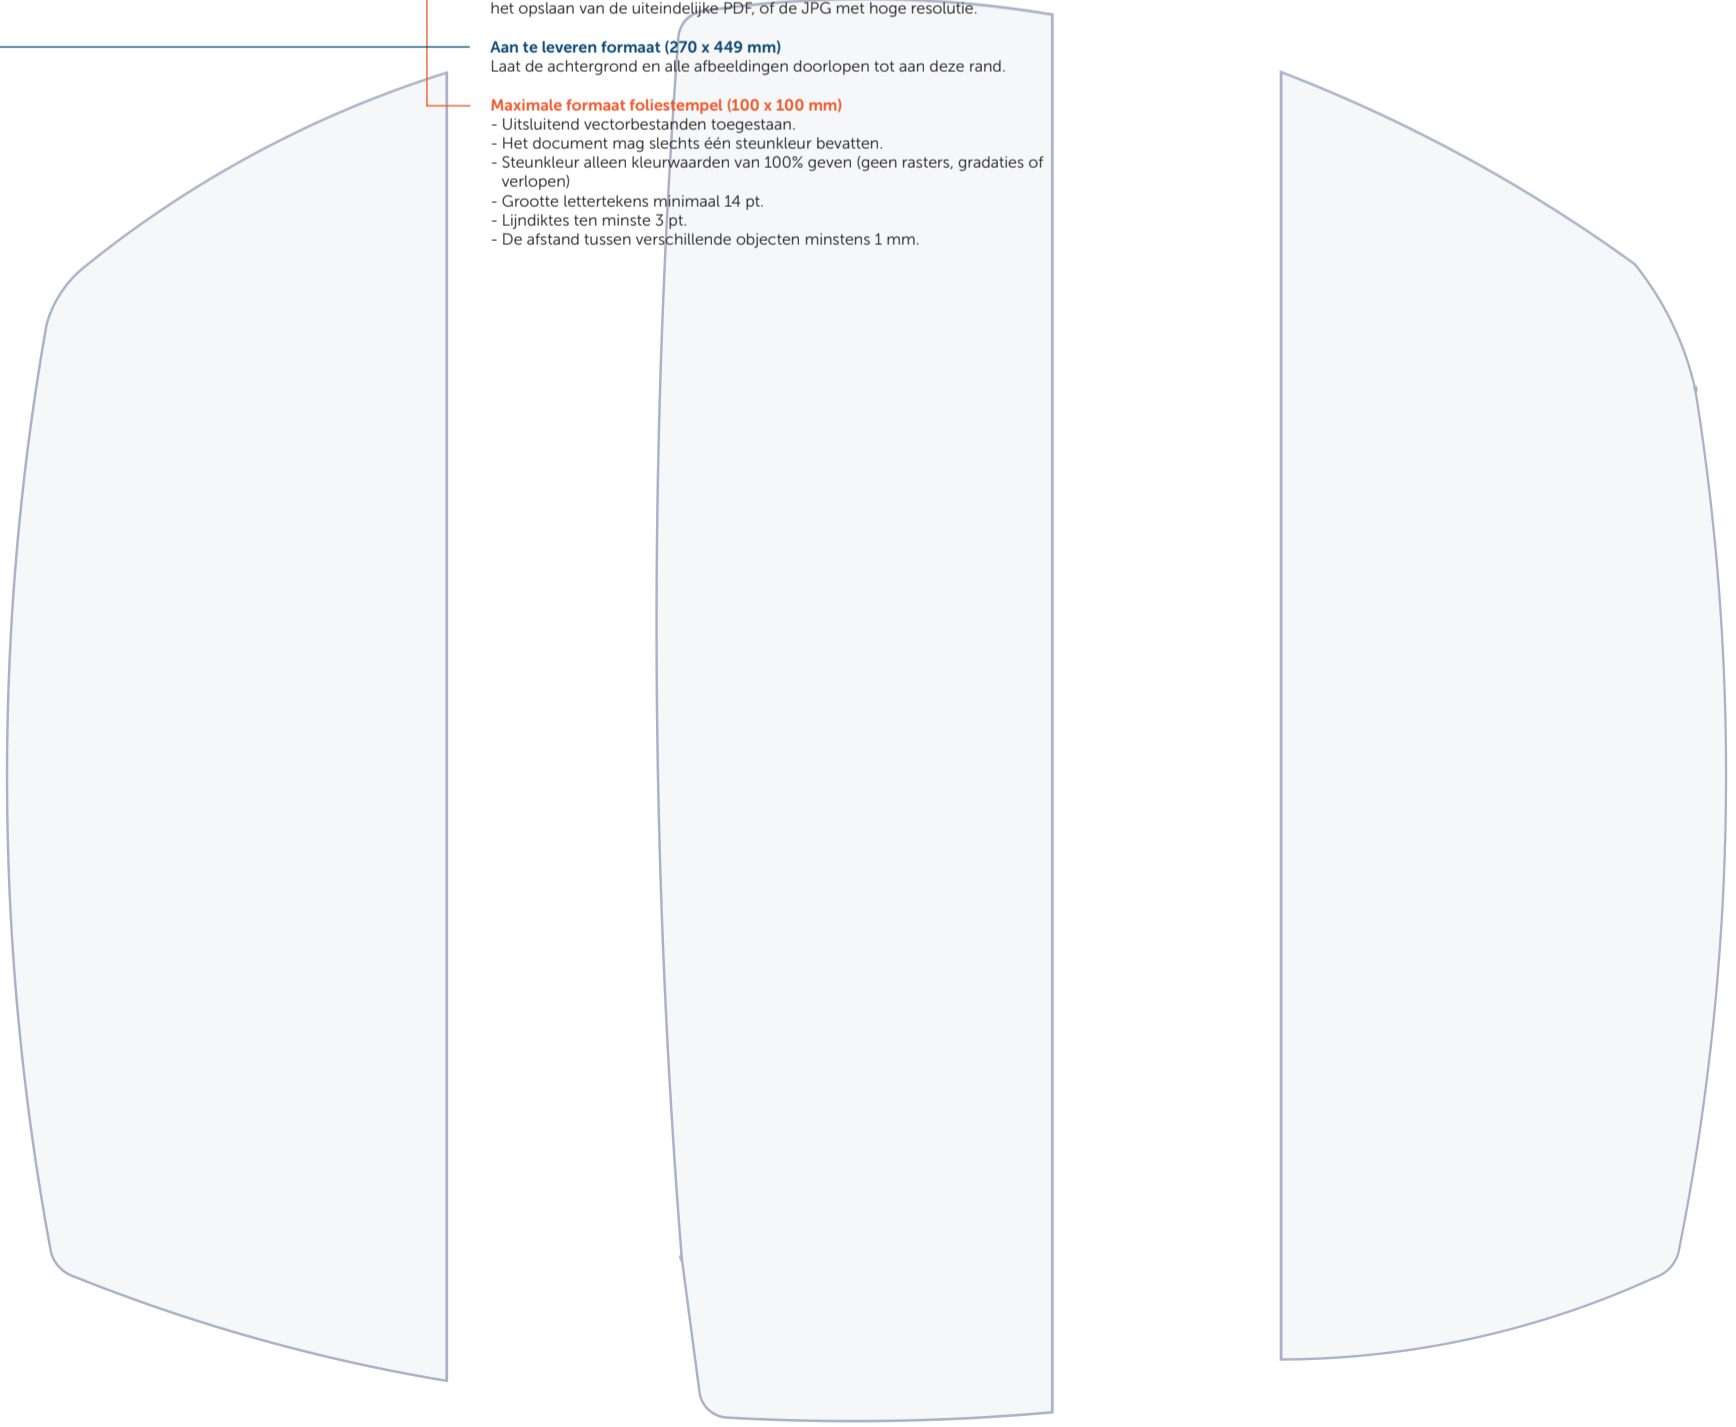 het opslaan van de uiteindelijke PDF, of de JPG met hoge resolutie.
Aan te leveren formaat (270 x 449 mm)
Laat de achtergrond en alle afbeeldingen doorlopen tot aan deze rand.
Maximale formaat foliestempel (100 x 100 mm)
- Uitsluitend vectorbestanden toegestaan.
- Het document mag slechts één steunkleur bevatten.
- Steunkleur alleen kleurwaarden van 100% geven (geen rasters, gradaties of
verlopen)
- Grootte lettertekens minimaal 14 pt.
- Lijndiktes ten minste 3 pt.
- De afstand tussen verschillende objecten minstens 1 mm.